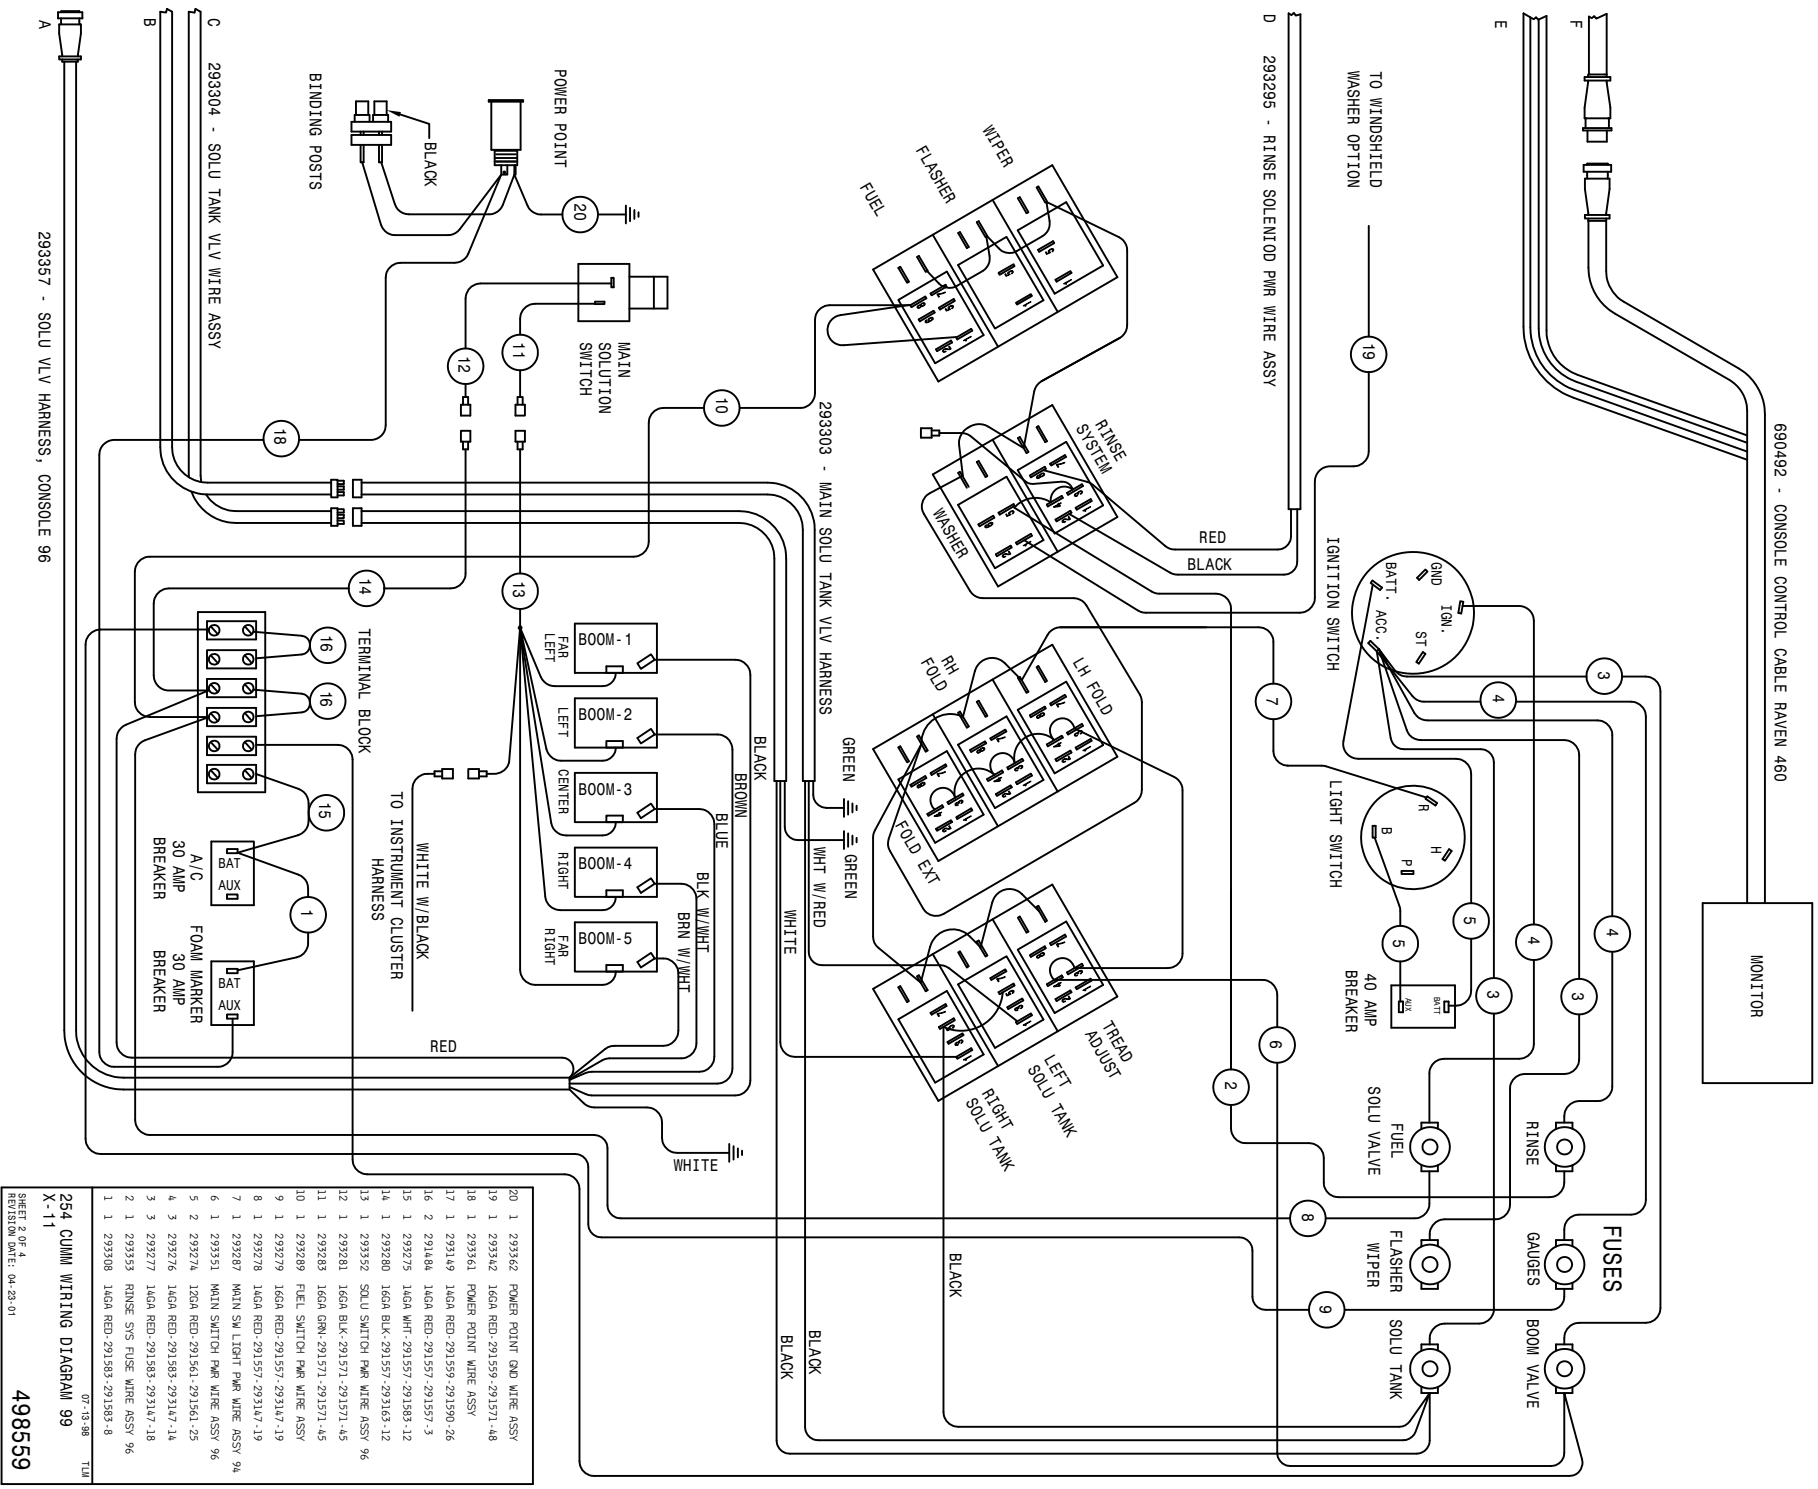 690492 - CONSOLE CONTROL CABLE RAVEN 460
MONITOR
F
E
TO WINDSHIELD
WASHER OPTION
19
D
293295 - RINSE SOLENIOD PWR WIRE ASSY
RED
BLACK
IGNITION SWITCH
GND
IGN.
BATT.
ACC.
ST
LIGHT SWITCH
R
B
H
P
40 AMP
BREAKER
BATT
AUX
3
4
4
3
5
5
4
3
7
6
2
FUSES
RINSE
GAUGES
BOOM VALVE
FUEL
SOLU VALVE
FLASHER
WIPER
SOLU TANK
8
9
WIPER
FLASHER
FUEL
RINSE
SYSTEM
WASHER
LH FOLD
RH
FOLD
FOLD EXT
TREAD
ADJUST
LEFT
SOLU TANK
RIGHT
SOLU TANK
BLACK
BLACK
BLACK
293303 - MAIN SOLU TANK VLV HARNESS
GREEN
GREEN
WHT W/RED
WHITE
BLACK
BROWN
BLUE
BLK W/WHT
BRN W/WHT
10
MAIN
SOLUTION
SWITCH
11
12
13
14
BOOM-1
FAR
LEFT
BOOM-2
LEFT
BOOM-3
CENTER
BOOM-4
RIGHT
BOOM-5
FAR
RIGHT
WHITE W/BLACK
TO INSTRUMENT CLUSTER
HARNESS
POWER POINT
20
BLACK
BINDING POSTS
18
TERMINAL BLOCK
16
16
15
1
A/C
30 AMP
BREAKER
BAT
AUX
FOAM MARKER
30 AMP
BREAKER
BAT
AUX
RED
WHITE
C
293304 - SOLU TANK VLV WIRE ASSY
B
A
293357 - SOLU VLV HARNESS, CONSOLE 96
20 1 293362 POWER POINT GND WIRE ASSY
19 1 293342 16GA RED-291559-291571-48
18 1 293361 POWER POINT WIRE ASSY
17 1 293149 14GA RED-291559-291590-26
16 2 291484 14GA RED-291557-291557-3
15 1 293275 14GA WHT-291557-291583-12
14 1 293280 16GA BLK-291557-293163-12
13 1 293352 SOLU SWITCH PWR WIRE ASSY 96
12 1 293281 16GA BLK-291571-291571-45
11 1 293283 16GA GRN-291571-291571-45
10 1 293289 FUEL SWITCH PWR WIRE ASSY
9 1 293279 16GA RED-291557-293147-19
8 1 293278 14GA RED-291557-293147-19
7 1 293287 MAIN SW LIGHT PWR WIRE ASSY 94
6 1 293351 MAIN SWITCH PWR WIRE ASSY 96
5 2 293274 12GA RED-291561-291561-25
4 3 293276 14GA RED-291583-293147-14
3 3 293277 14GA RED-291583-293147-18
2 1 293353 RINSE SYS FUSE WIRE ASSY 96
1 1 293308 14GA RED-291583-291583-8
07-13-98 TLM
254 CUMM WIRING DIAGRAM 99
X-11
498559
SHEET 2 OF 4
REVISION DATE: 04-23-01